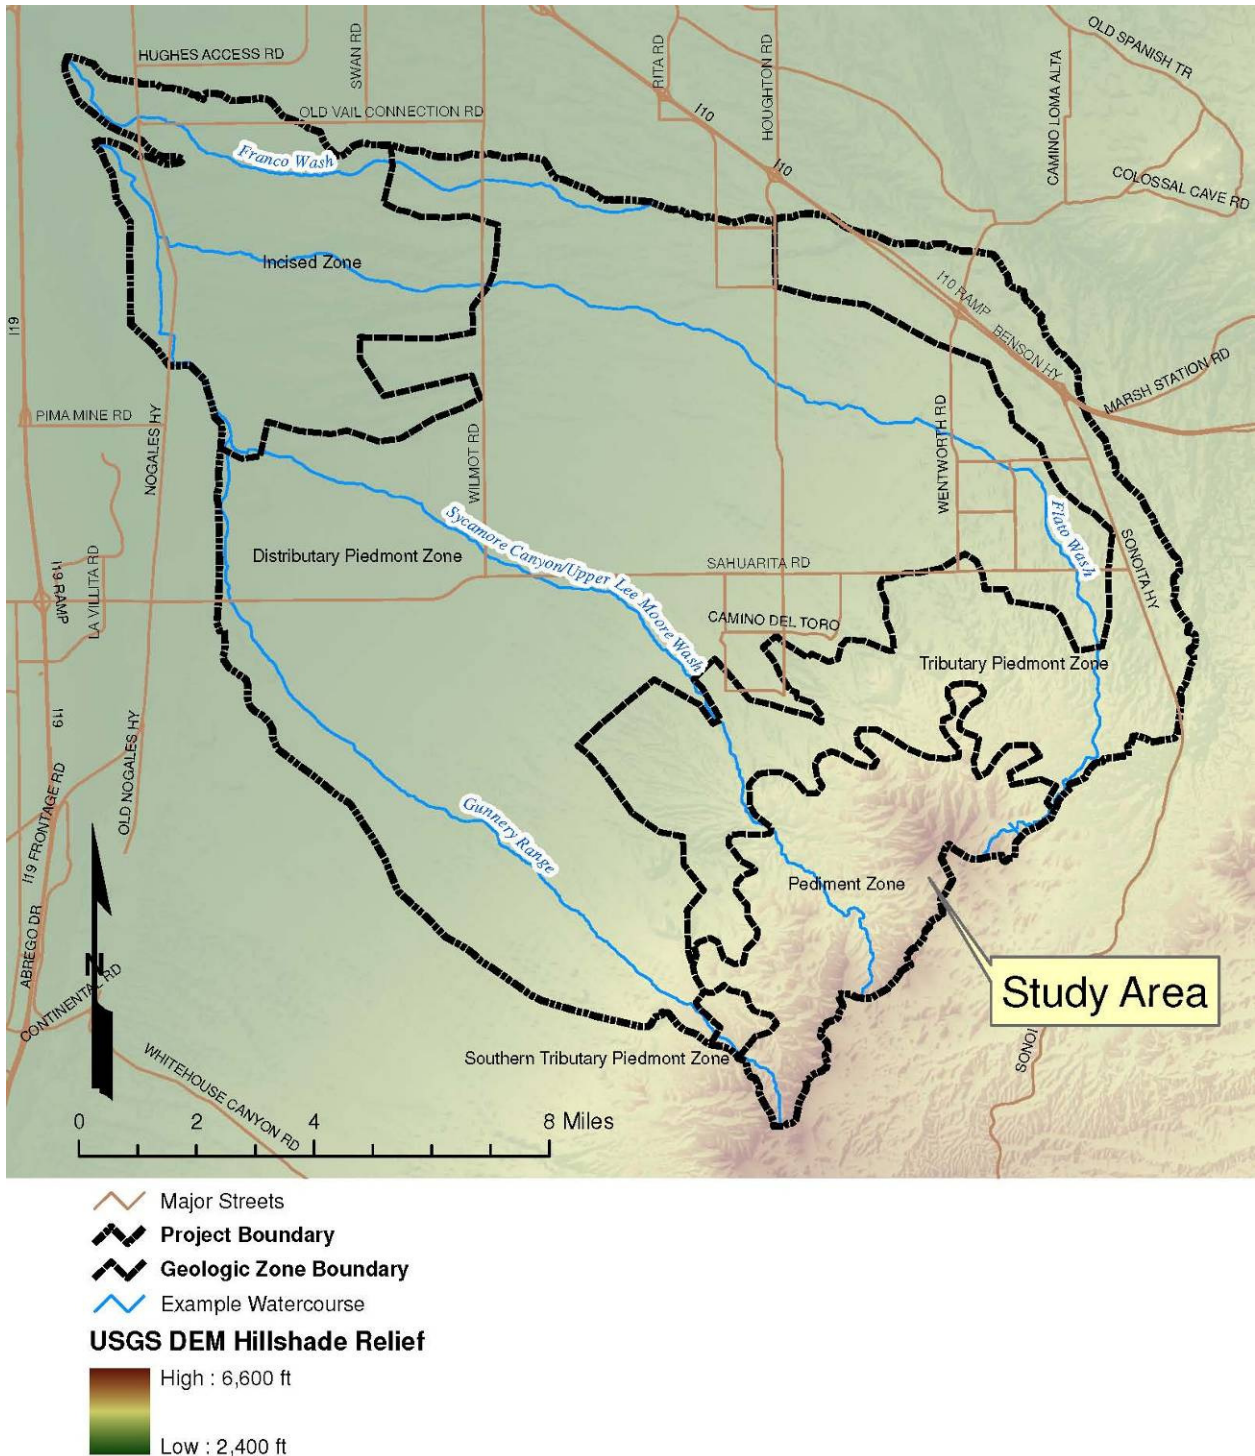 HUGHES ACCESS RD
SWAN RD
RITA RD
HOUGHTON RD
OLD SPANISH TR
CAMINO LOMA ALTA
OLD VAIL CONNECTION RD
I10
I10
Franco Wash
COLOSSAL CAVE RD
Incised Zone
I10 RAMP
BENSON HY
I19
MARSH STATION RD
PIMA MINE RD
NOGALES HY
WILMOT RD
WENTWORTH RD
Flato Wash
SONOITA HY
Sycamore Canyon/Upper Lee Moore Wash
Distributary Piedmont Zone
SAHUARITA RD
I19 RAMP
LA VILLITA RD
CAMINO DEL TORO
Tributary Piedmont Zone
I19
OLD NOGALES HY
I19 FRONTAGE RD
Gunnery Range
Pediment Zone
ABREGO DR
N
CONTINENTAL RD
Study Area
SONOI
WHITEHOUSE CANYON RD
Southern Tributary Piedmont Zone
0 2 4 8 Miles
Major Streets
Project Boundary
Geologic Zone Boundary
Example Watercourse
USGS DEM Hillshade Relief
High : 6,600 ft
Low : 2,400 ft